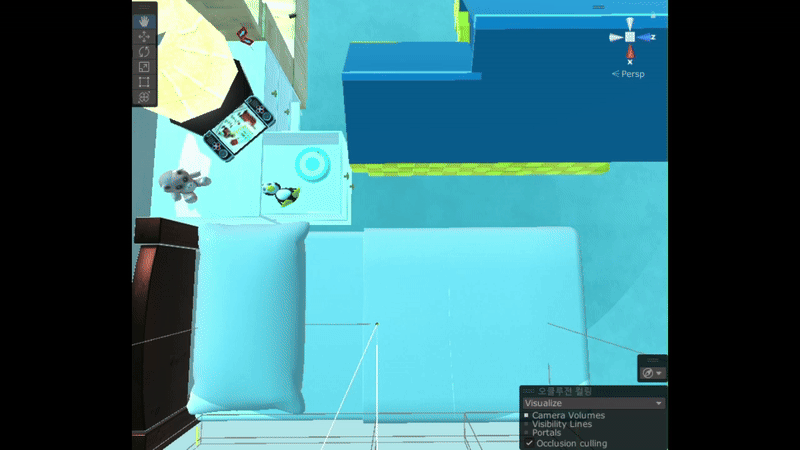 x
z
Persp
오클루전 컬링
Visualize
Camera Volumes
Visibility Lines
Portals
Occlusion culling